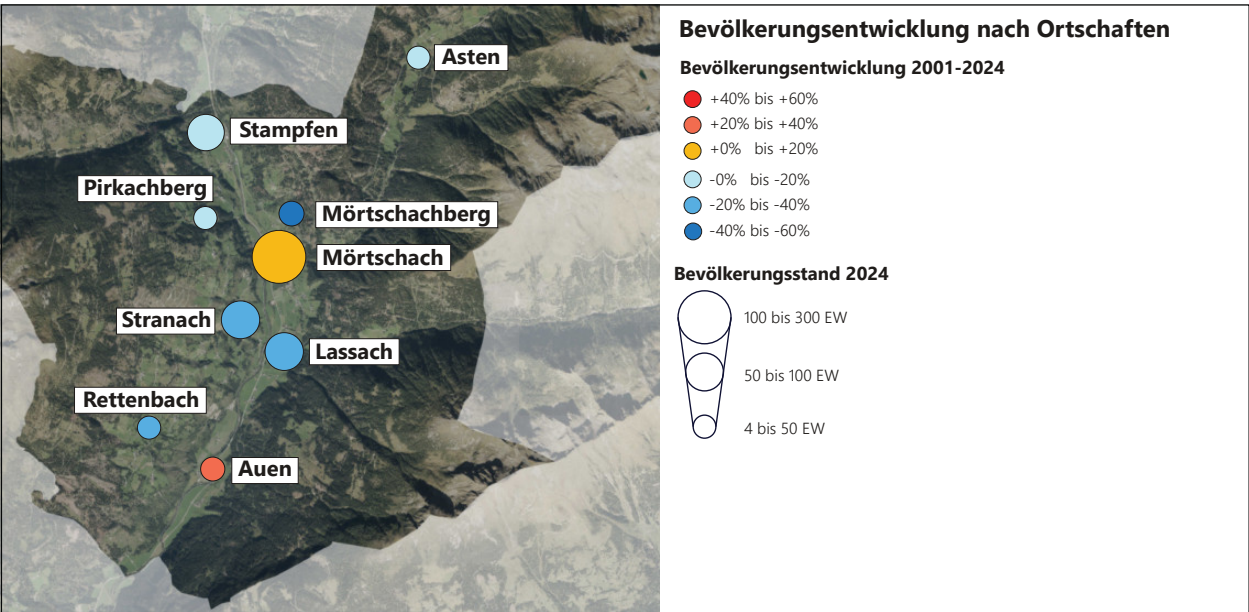 Asten
Stampfen
Pirkachberg
Mörtschachberg
Mörtschach
Stranach
Lassach
Rettenbach
Auen
Bevölkerungsentwicklung nach Ortschaften
Bevölkerungsentwicklung 2001-2024
+40% bis +60%
+20% bis +40%
+0% bis +20%
-0% bis -20%
-20% bis -40%
-40% bis -60%
Bevölkerungsstand 2024
100 bis 300 EW
50 bis 100 EW
4 bis 50 EW